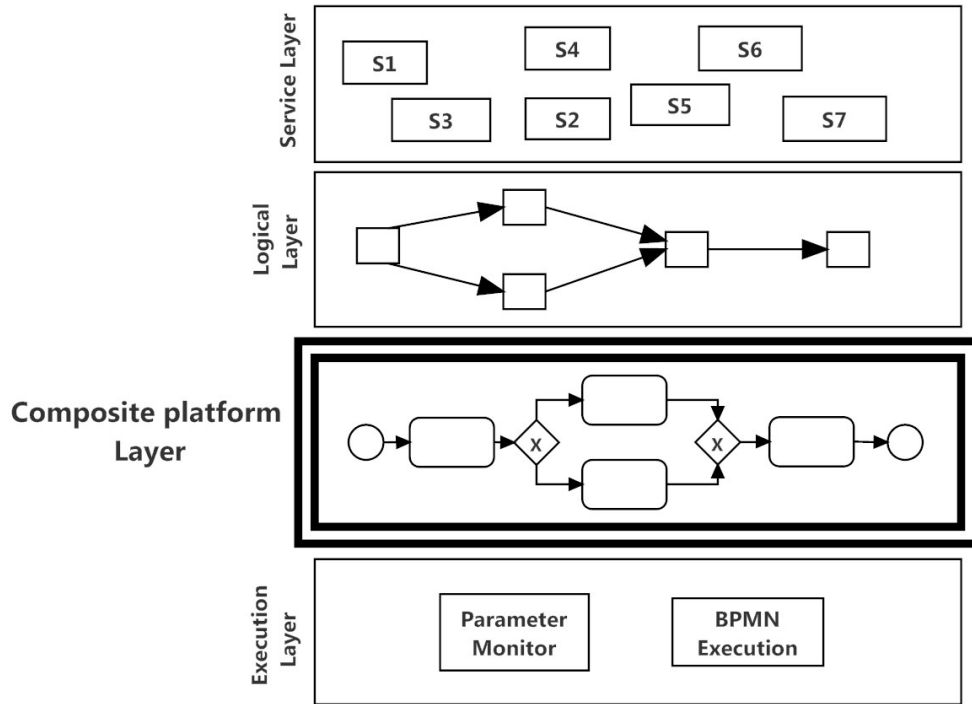 Service Layer
S1
S4
S6
S3
S2
S5
S7
Logical
Layer
Composite platform
Layer
X
X
Execution
Layer
Parameter
Monitor
BPMN
Execution